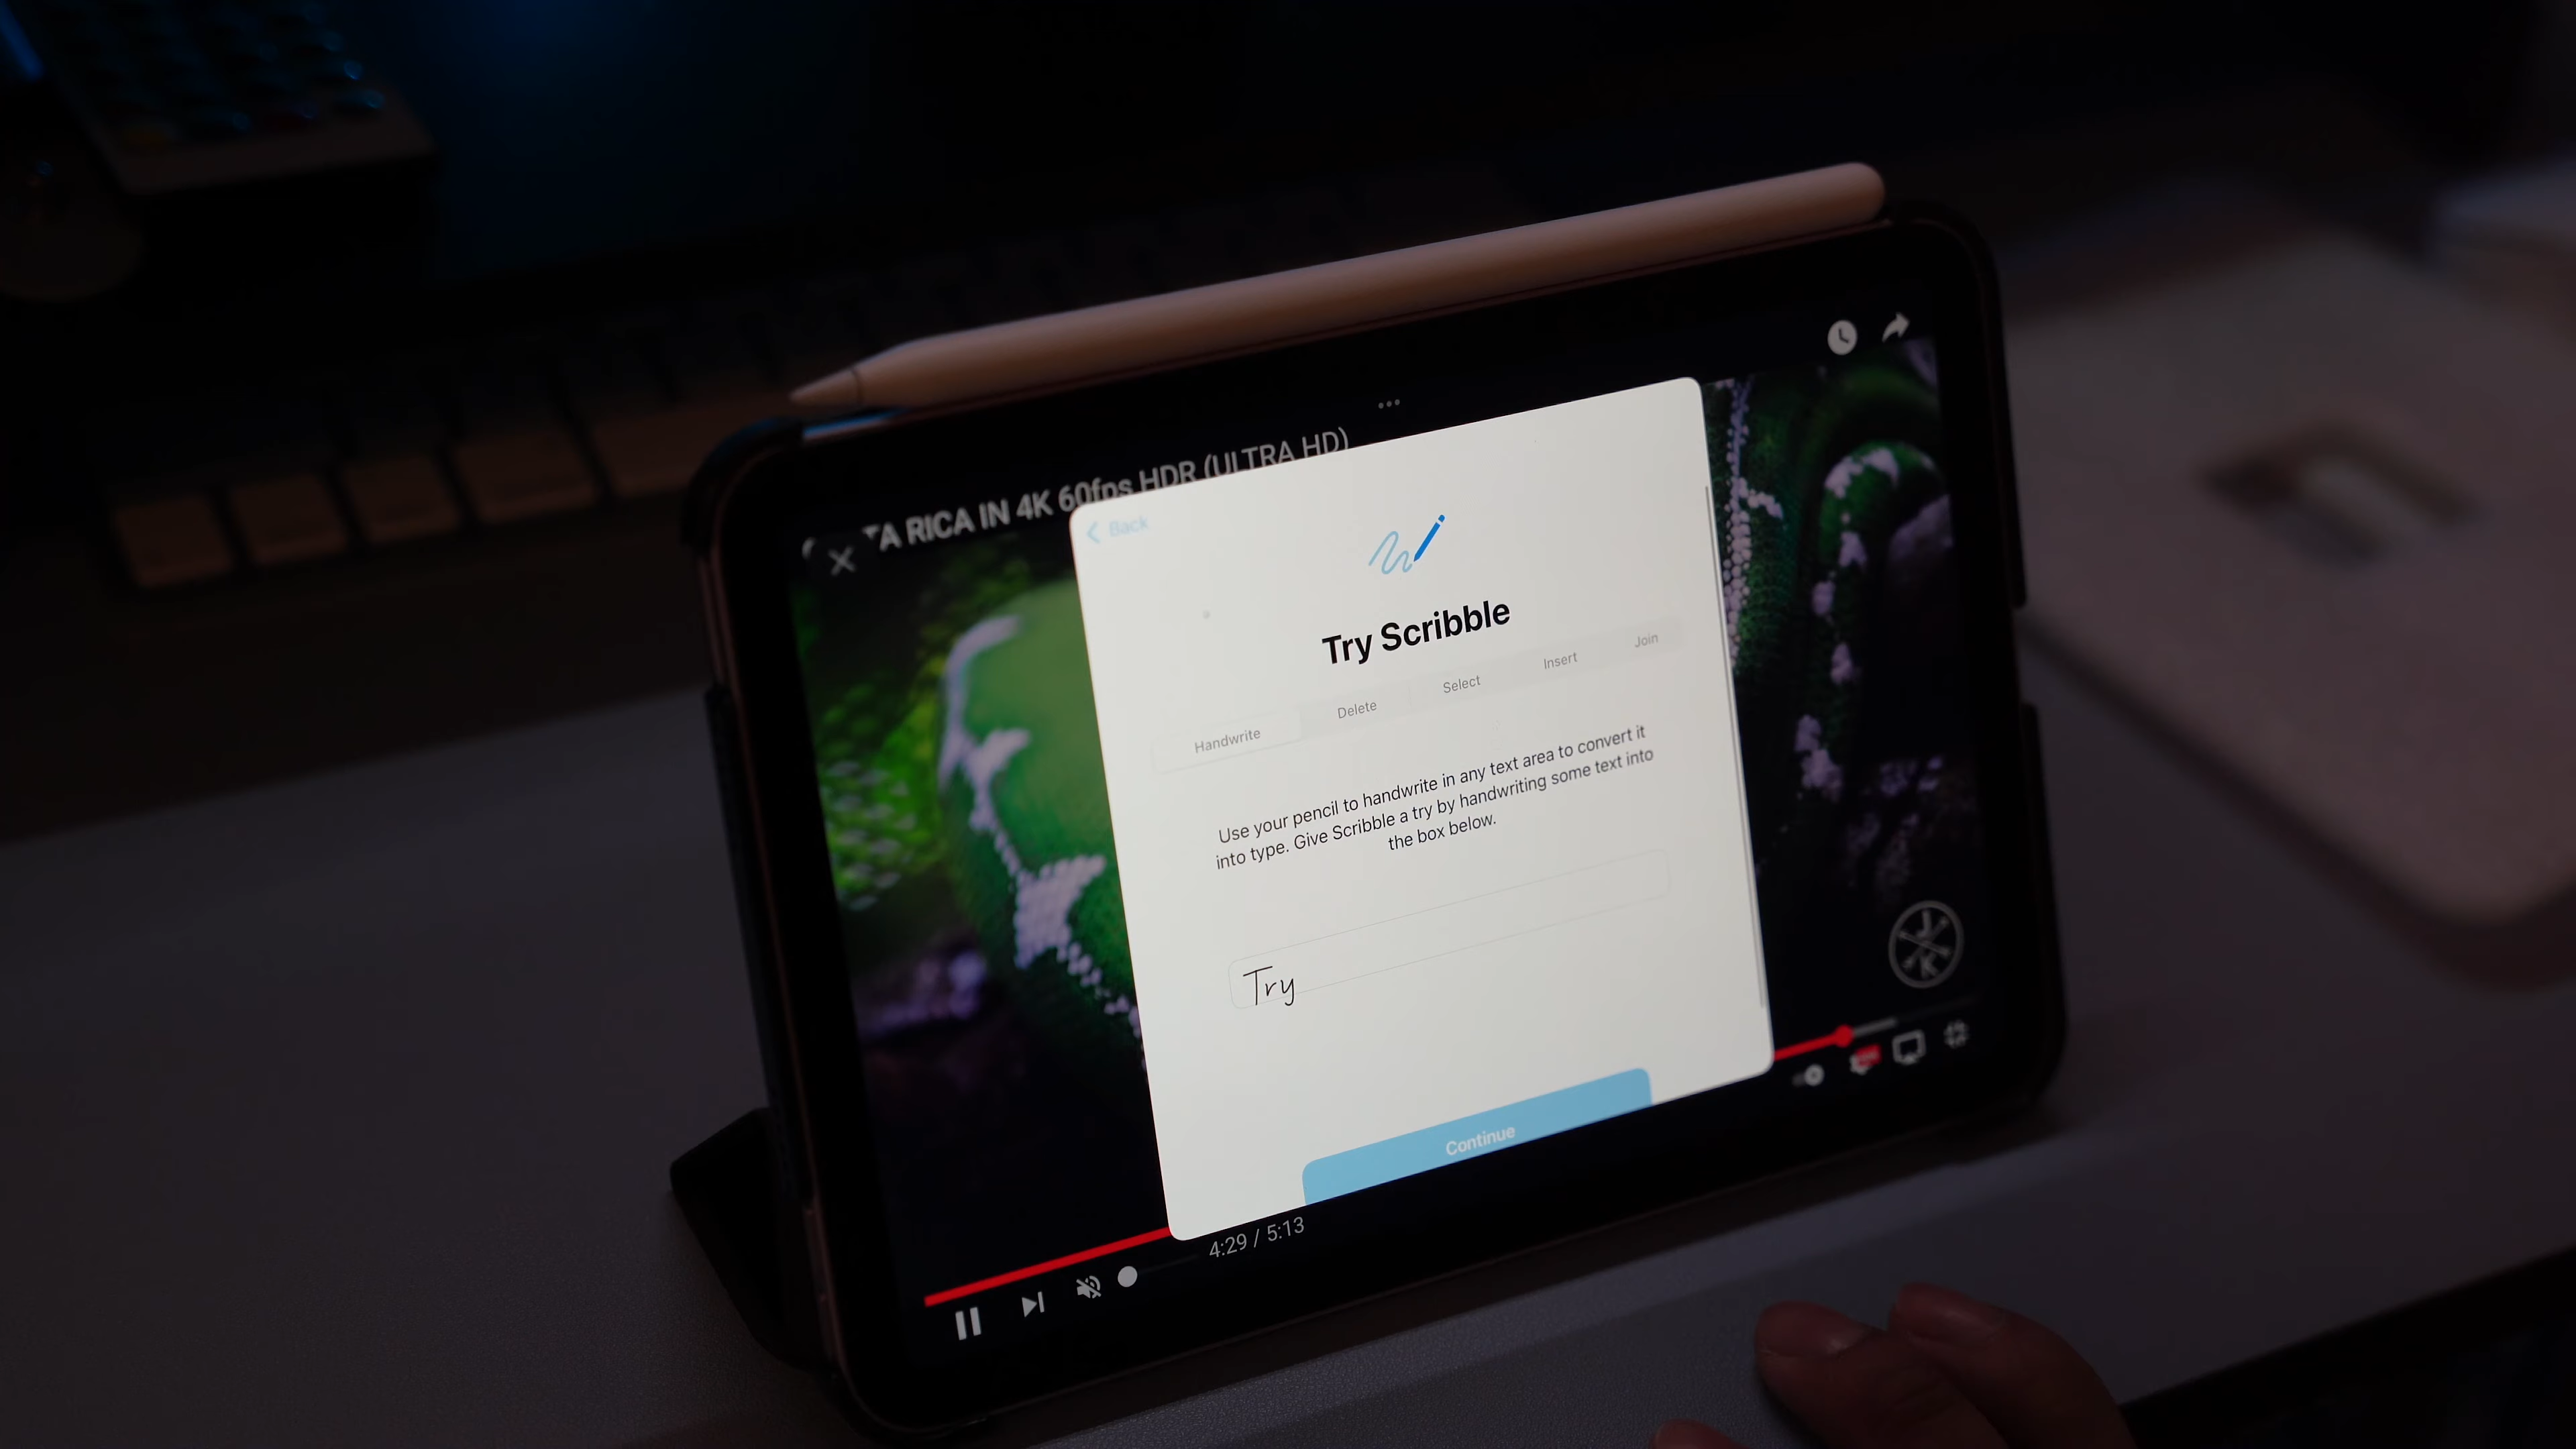 TA RICA IN 4K 60fps HDR (ULTRA HD)
Back
Try Scribble
Handwrite Delete Select Insert Join
Use your pencil to handwrite in any text area to convert it
into type. Give Scribble a try by handwriting some text into
the box below.
Try
Continue
4:29 / 5:13
J
K